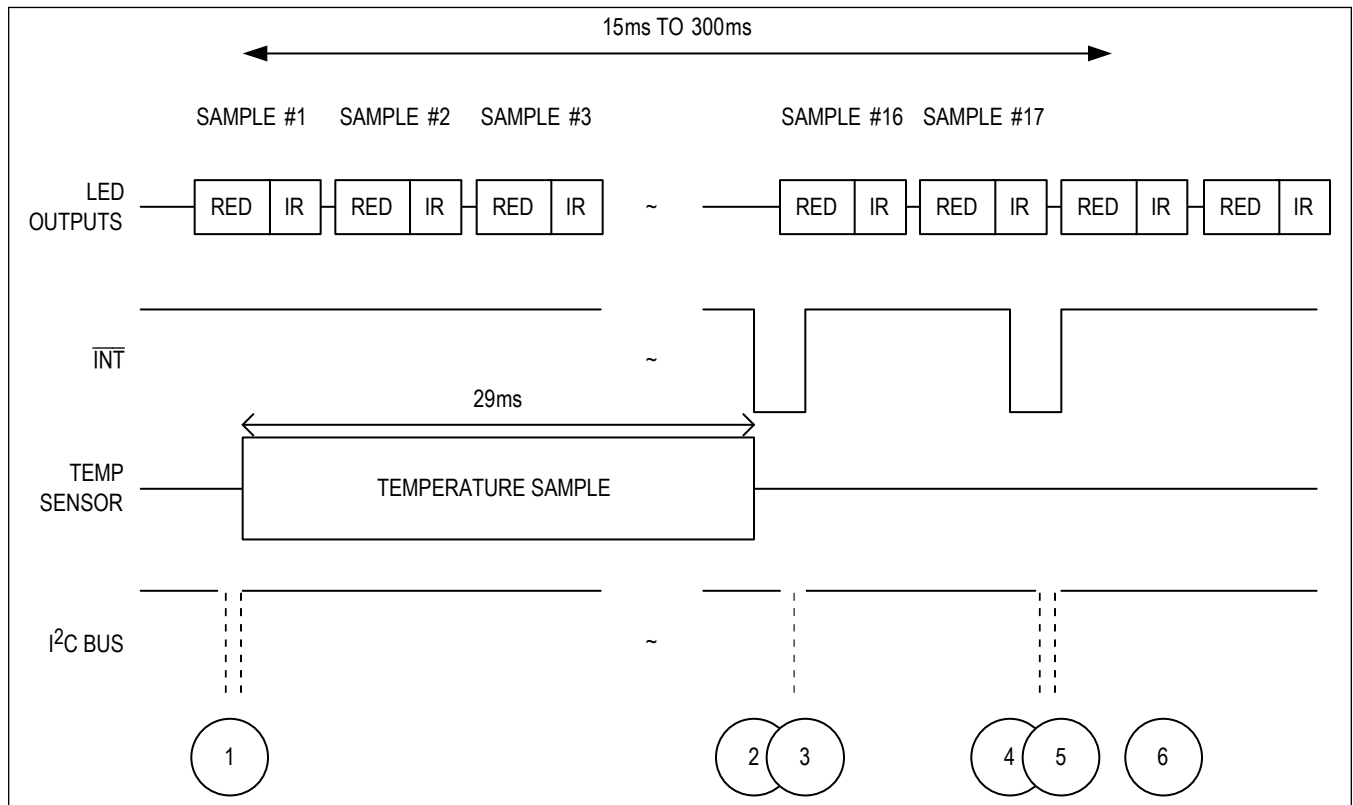 15ms TO 300ms
SAMPLE #1 SAMPLE #2 SAMPLE #3 SAMPLE #16 SAMPLE #17
LED
OUTPUTS
RED IR RED IR RED IR ~ RED IR RED IR RED IR RED IR
INT ~
29ms
TEMP
SENSOR
TEMPERATURE SAMPLE
I²C BUS ~
1 2 3 4 5 6